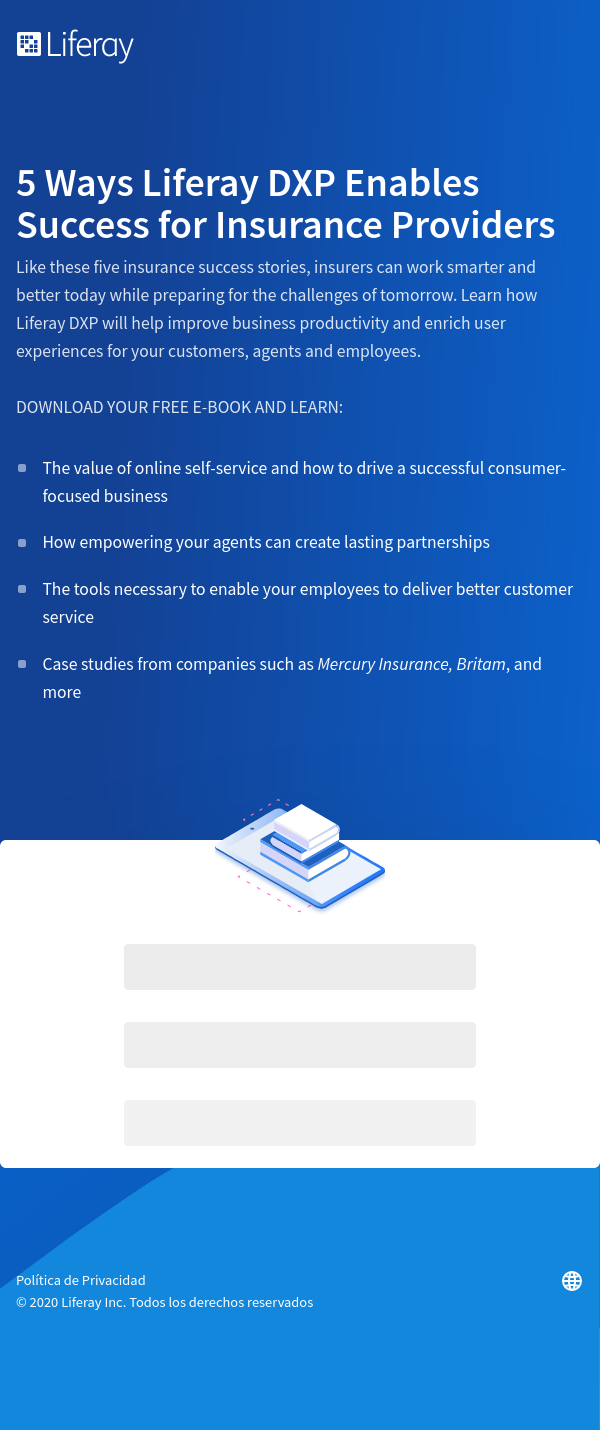 Liferay
5 Ways Liferay DXP Enables
Success for Insurance Providers
Like these five insurance success stories, insurers can work smarter and
better today while preparing for the challenges of tomorrow. Learn how
Liferay DXP will help improve business productivity and enrich user
experiences for your customers, agents and employees.
DOWNLOAD YOUR FREE E-BOOK AND LEARN:
The value of online self-service and how to drive a successful consumer-
focused business
How empowering your agents can create lasting partnerships
The tools necessary to enable your employees to deliver better customer
service
Case studies from companies such as Mercury Insurance, Britam, and
more
Política de Privacidad
© 2020 Liferay Inc. Todos los derechos reservados